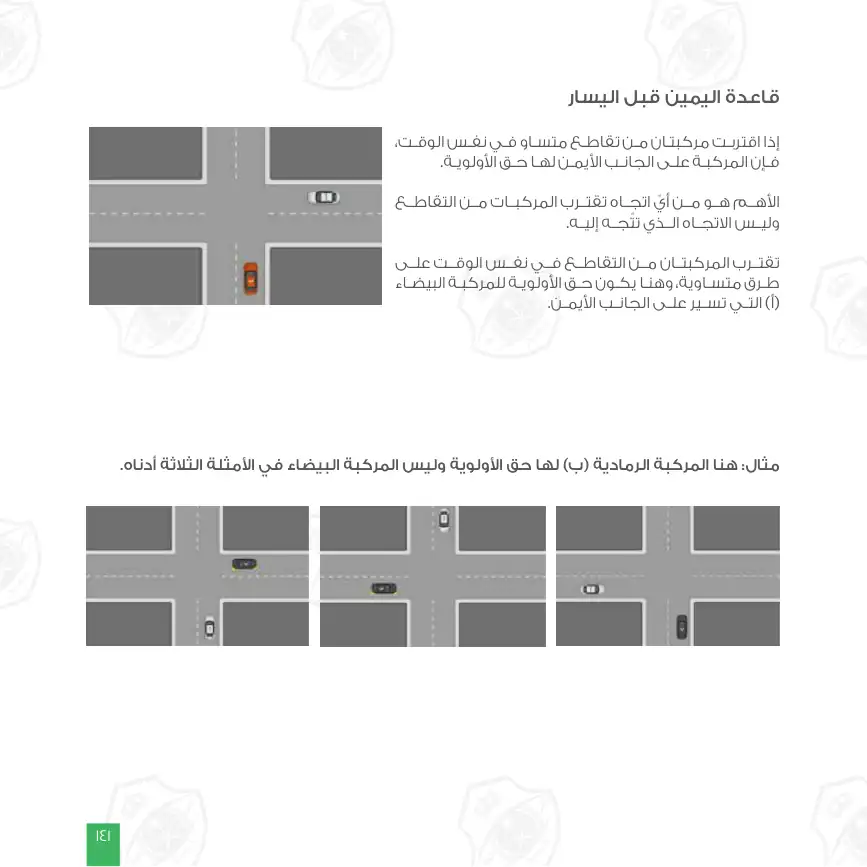 قاعدة اليمين قبل اليسار
إذا اقتربت مركبتان من تقاطع متساو في نفس الوقت،
فإن المركبة على الجانب الأيمن لها حق الأولوية.
الأهم هو من أيّ اتجاه تقترب المركبات من التقاطع
وليس الاتجاه الذي تتّجه إليه.
تقترب المركبتان من التقاطع في نفس الوقت على
طرق متساوية، وهنا يكون حق الأولوية للمركبة البيضاء
(أ) التي تسير على الجانب الأيمن.
مثال: هنا المركبة الرمادية (ب) لها حق الأولوية وليس المركبة البيضاء في الأمثلة الثلاثة أدناه.
١٤١